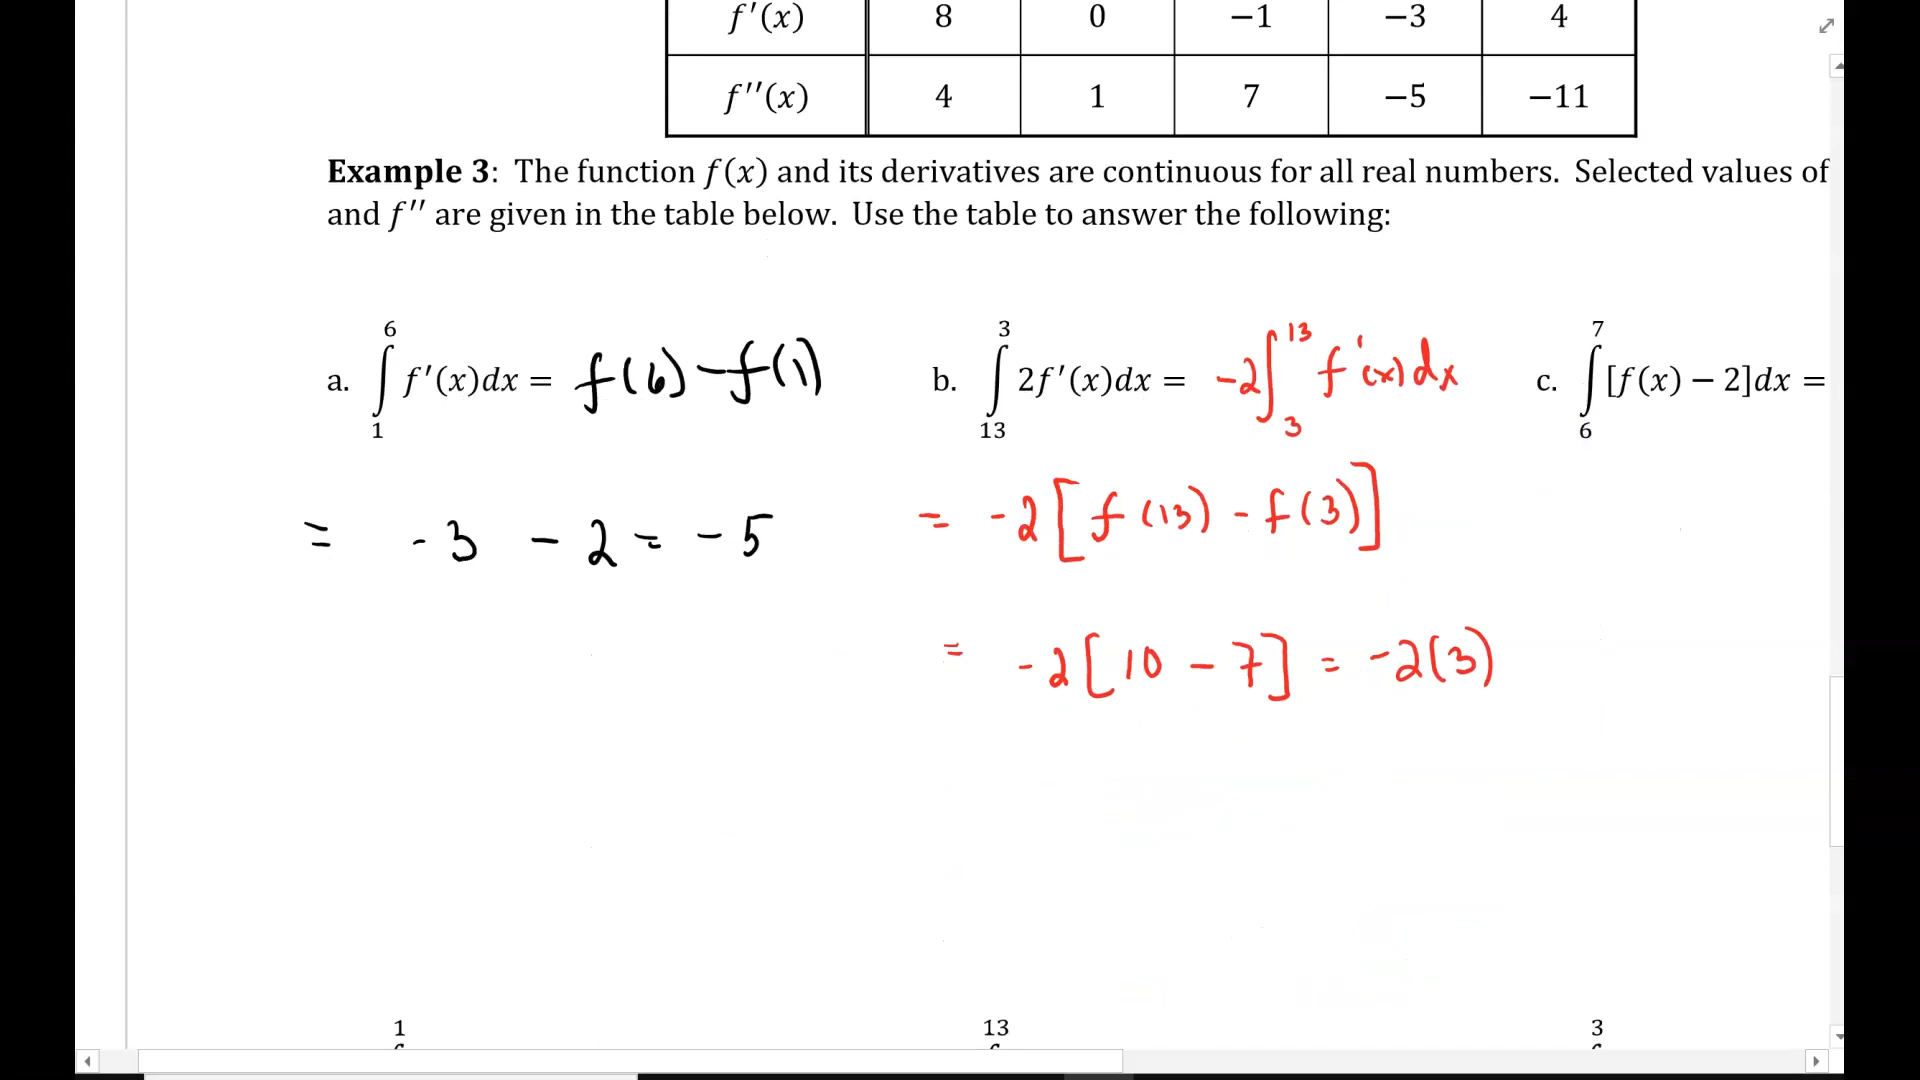 f′(x) 8 0 −1 −3 4
f′′(x) 4 1 7 −5 −11
Example 3: The function f(x) and its derivatives are continuous for all real numbers. Selected values of
and f′′ are given in the table below. Use the table to answer the following:
a. ∫₁⁶ f′(x)dx = f(6) - f(1)
= -3 - 2 = -5
b. ∫₁₃³ 2f′(x)dx = -2∫₃¹³ f'(x)dx
= -2[f(13) - f(3)]
= -2[10 - 7] = -2(3)
c. ∫₆⁷ [f(x) − 2]dx =
1 13 3